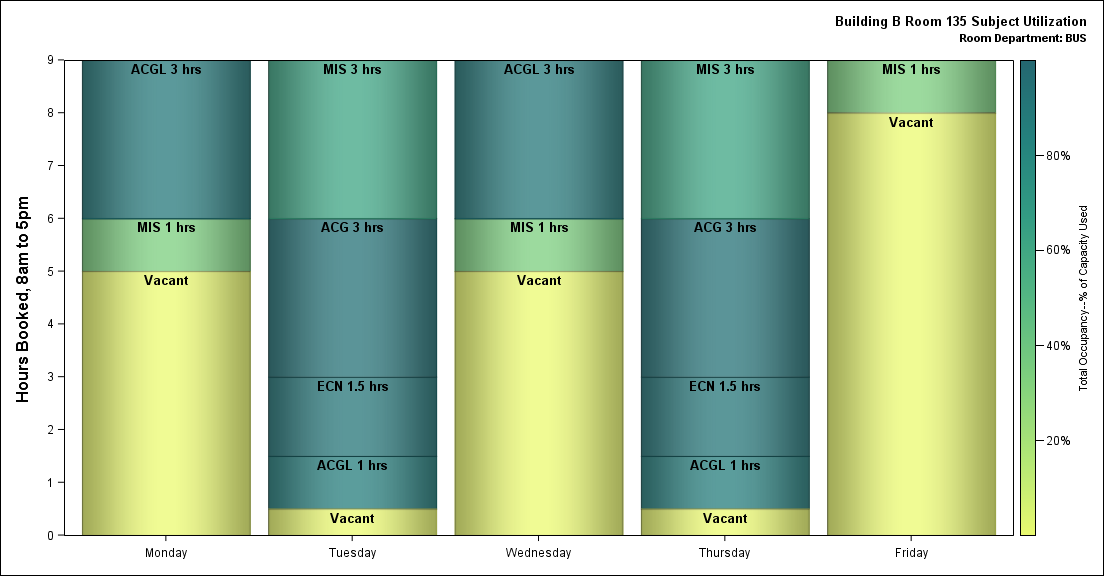 Building B Room 135 Subject Utilization
Room Department: BUS
Hours Booked, 8am to 5pm
9
8
7
6
5
4
3
2
1
0
ACGL 3 hrs
MIS 1 hrs
Vacant
MIS 3 hrs
ACG 3 hrs
ECN 1.5 hrs
ACGL 1 hrs
Vacant
ACGL 3 hrs
MIS 1 hrs
Vacant
MIS 3 hrs
ACG 3 hrs
ECN 1.5 hrs
ACGL 1 hrs
Vacant
MIS 1 hrs
Vacant
Monday
Tuesday
Wednesday
Thursday
Friday
80%
60%
40%
20%
Total Occupancy--% of Capacity Used